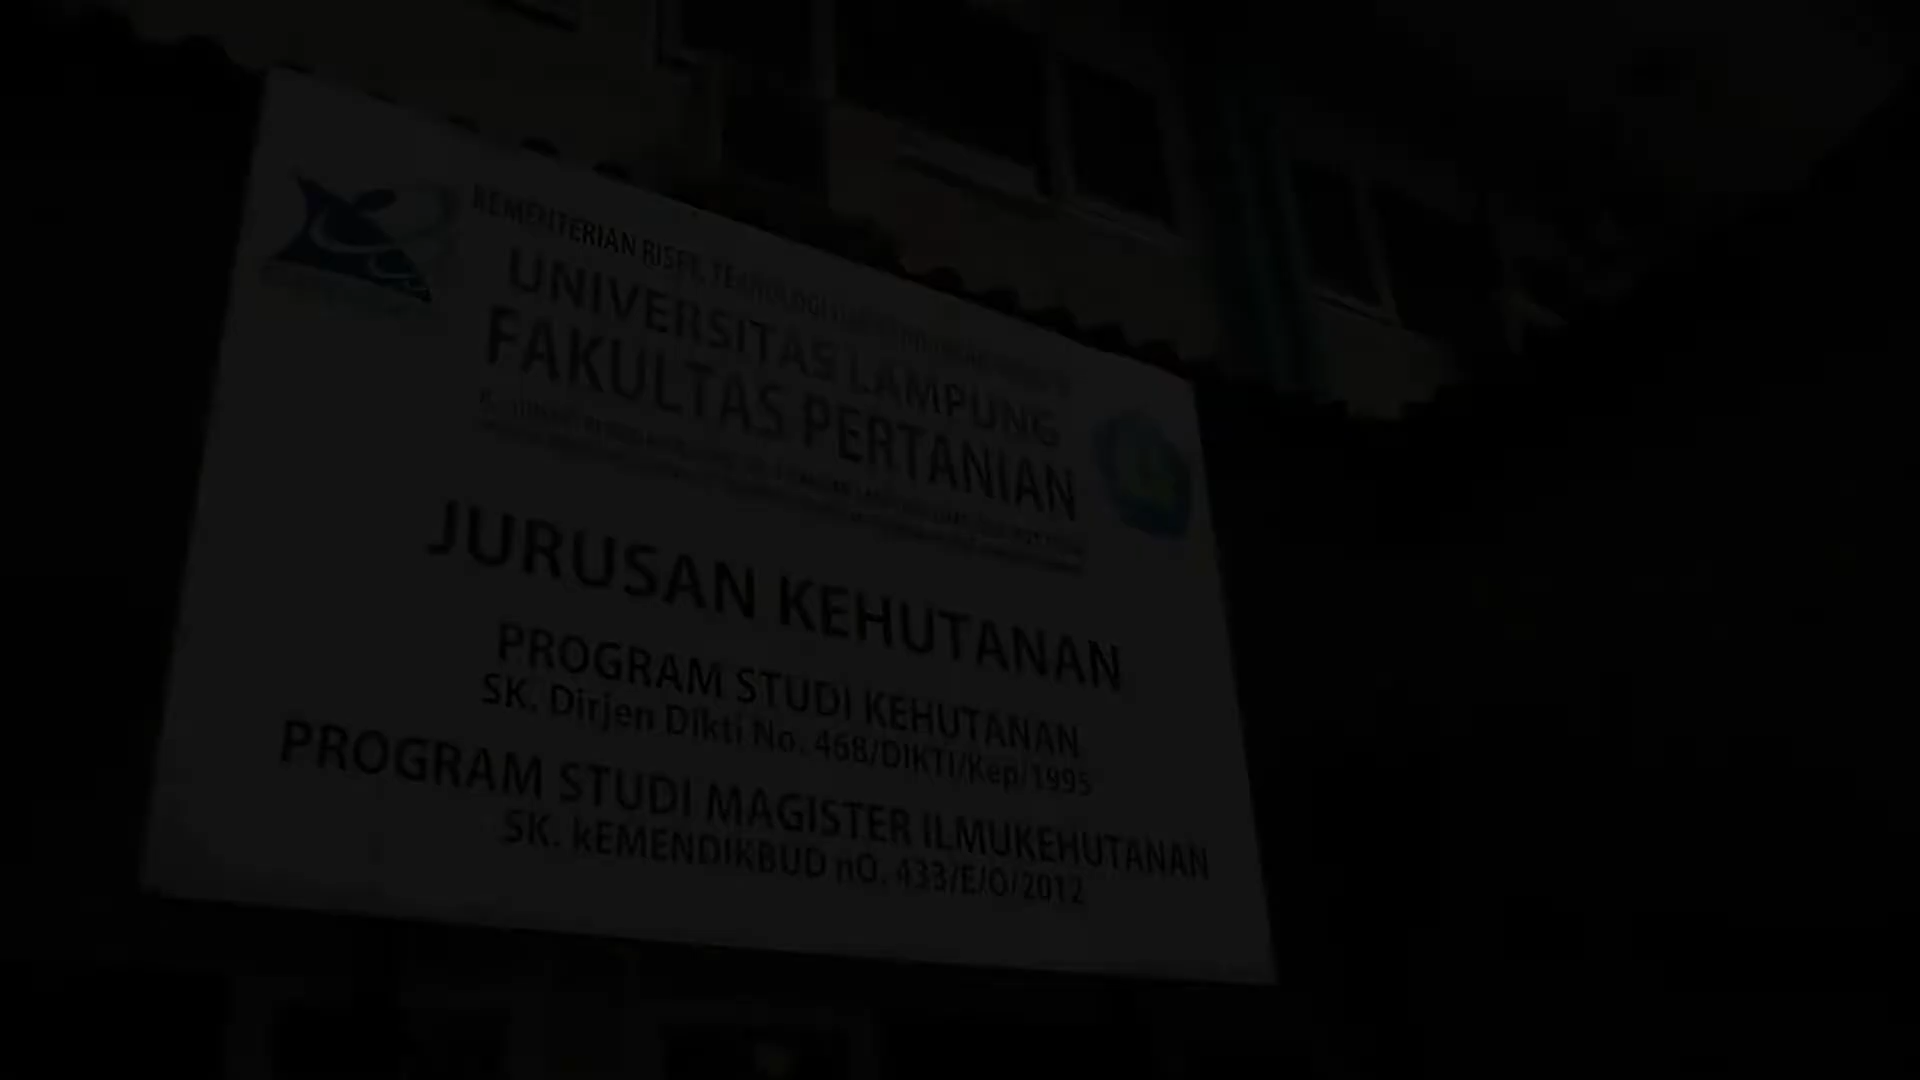 KEMENTERIAN RISET, TEKNOLOGI
UNIVERSITAS LAMPUNG
FAKULTAS PERTANIAN
JURUSAN KEHUTANAN
PROGRAM STUDI KEHUTANAN
SK. Dirjen Dikti No. 468/DIKTI/Kep/1995
PROGRAM STUDI MAGISTER ILMUKEHUTANAN
SK. kEMENDIKBUD nO. 433/E/O/2012